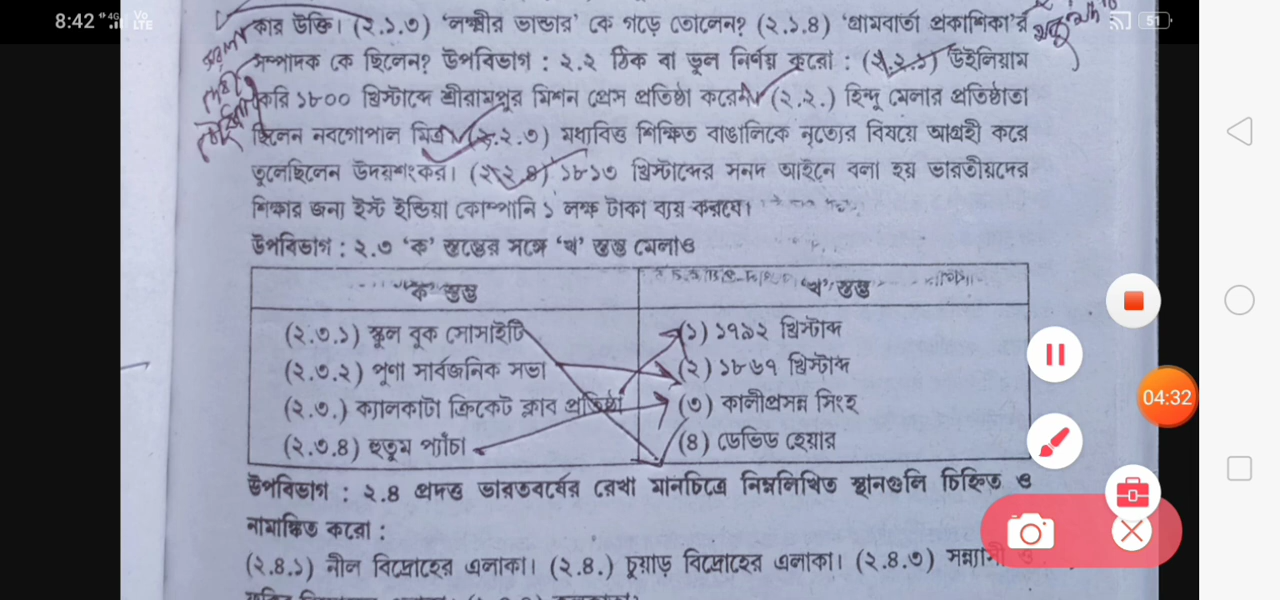 8:42 4G Vo LTE 51
কার উক্তি। (২.১.৩) ‘লক্ষ্মীর ভান্ডার’ কে গড়ে তোলেন? (২.১.৪) ‘গ্রামবার্তা প্রকাশিকা’র
সম্পাদক কে ছিলেন? উপবিভাগ : ২.২ ঠিক বা ভুল নির্ণয় করো : (২.২.১) উইলিয়াম
কেরি ১৮০০ খ্রিস্টাব্দে শ্রীরামপুর মিশন প্রেস প্রতিষ্ঠা করেন। (২.২.) হিন্দু মেলার প্রতিষ্ঠাতা
ছিলেন নবগোপাল মিত্র। (২.২.৩) মধ্যবিত্ত শিক্ষিত বাঙালিকে নৃত্যের বিষয়ে আগ্রহী করে
তুলেছিলেন উদয়শংকর। (২.২.৪) ১৮১৩ খ্রিস্টাব্দের সনদ আইনে বলা হয় ভারতীয়দের
শিক্ষার জন্য ইস্ট ইন্ডিয়া কোম্পানি ১ লক্ষ টাকা ব্যয় করবে।
উপবিভাগ : ২.৩ ‘ক’ স্তম্ভের সঙ্গে ‘খ’ স্তম্ভ মেলাও
‘ক’ স্তম্ভ ‘খ’ স্তম্ভ
(২.৩.১) স্কুল বুক সোসাইটি (১) ১৭৯২ খ্রিস্টাব্দ
(২.৩.২) পুণা সার্বজনিক সভা (২) ১৮৬৭ খ্রিস্টাব্দ
(২.৩.) ক্যালকাটা ক্রিকেট ক্লাব প্রতিষ্ঠা (৩) কালীপ্রসন্ন সিংহ
(২.৩.৪) হুতুম প্যাঁচা (৪) ডেভিড হেয়ার
04:32
উপবিভাগ : ২.৪ প্রদত্ত ভারতবর্ষের রেখা মানচিত্রে নিম্নলিখিত স্থানগুলি চিহ্নিত ও
নামাঙ্কিত করো :
(২.৪.১) নীল বিদ্রোহের এলাকা। (২.৪.) চুয়াড় বিদ্রোহের এলাকা। (২.৪.৩) সন্ন্যাসী ও